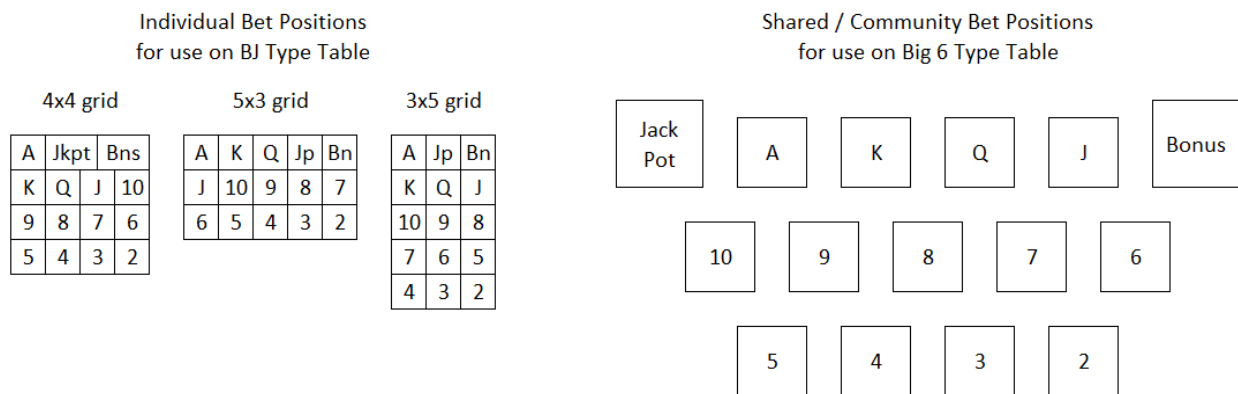 Individual Bet Positions
for use on BJ Type Table
4x4 grid
A Jkpt Bns
K Q J 10
9 8 7 6
5 4 3 2
5x3 grid
A K Q Jp Bn
J 10 9 8 7
6 5 4 3 2
3x5 grid
A Jp Bn
K Q J
10 9 8
7 6 5
4 3 2
Shared / Community Bet Positions
for use on Big 6 Type Table
Jack
Pot
A K Q J
Bonus
10 9 8 7 6
5 4 3 2